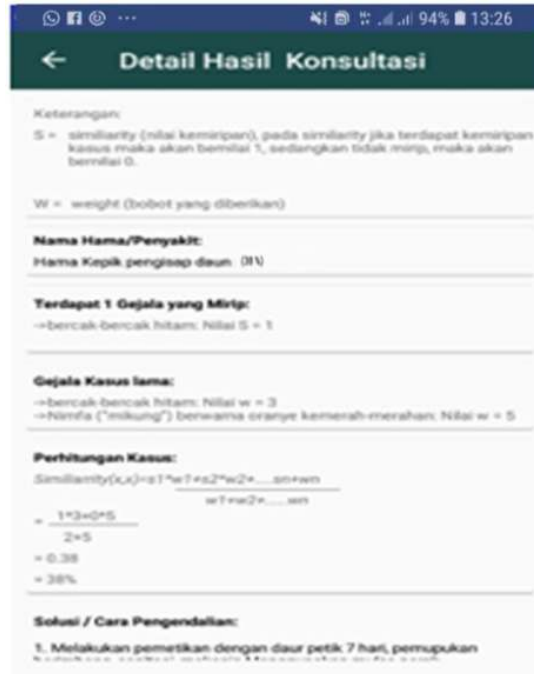 94% 13:26
Detail Hasil Konsultasi
Keterangan:
S = similiarity (nilai kemiripan), pada similarity jika terdapat kemiripan
kasus maka akan bernilai 1, sedangkan tidak mirip, maka akan
bernilai 0.
W = weight (bobot yang diberikan)
Nama Hama/Penyakit:
Hama Kepik pengisap daun
Terdapat 1 Gejala yang Mirip:
→bercak-bercak hitam: Nilai S = 1
Gejala Kasus lama:
→bercak-bercak hitam: Nilai w = 3
→Nimfa ("mikung") berwarna oranye kemerah-merahan: Nilai w = 5
Perhitungan Kasus:
Similiarity(x,x)=s1*w1+s2*w2+.....sn+wn
w1+w2+.....wn
= 1*3+0*5
2+5
= 0.38
= 38%
Solusi / Cara Pengendalian:
1. Melakukan pemetikan dengan daur petik 7 hari, pemupukan